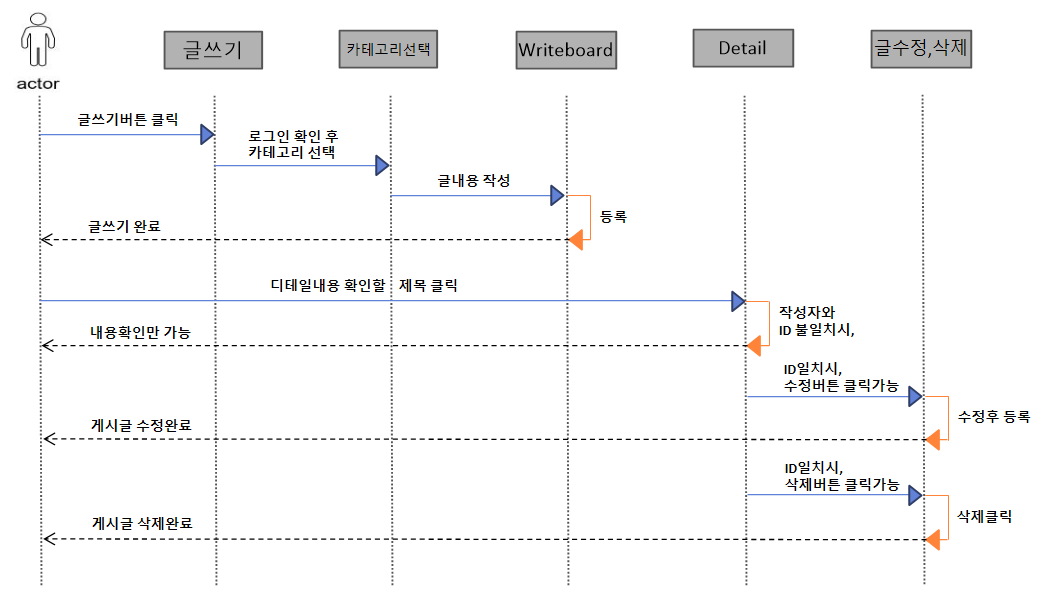 actor
글쓰기
카테고리선택
Writeboard
Detail
글수정,삭제
글쓰기버튼 클릭
로그인 확인 후
카테고리 선택
글내용 작성
등록
글쓰기 완료
디테일내용 확인할 제목 클릭
작성자와
ID 불일치시,
내용확인만 가능
ID일치시,
수정버튼 클릭가능
수정후 등록
게시글 수정완료
ID일치시,
삭제버튼 클릭가능
삭제클릭
게시글 삭제완료